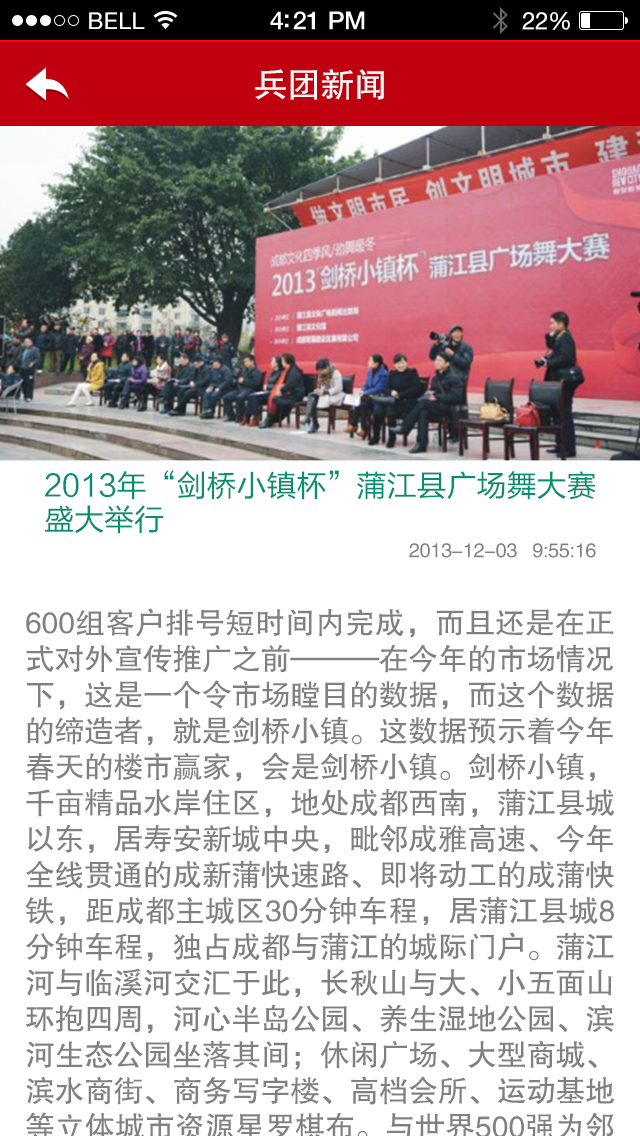 BELL
4:21 PM
22%
兵团新闻
做文明市民 创文明城市 建
成都文化四季风/劲舞暖冬
2013“剑桥小镇杯”蒲江县广场舞大赛
2013年“剑桥小镇杯”蒲江县广场舞大赛
盛大举行
2013-12-03 9:55:16
600组客户排号短时间内完成，而且还是在正
式对外宣传推广之前————在今年的市场情况
下，这是一个令市场瞠目的数据，而这个数据
的缔造者，就是剑桥小镇。这数据预示着今年
春天的楼市赢家，会是剑桥小镇。剑桥小镇，
千亩精品水岸住区，地处成都西南，蒲江县城
以东，居寿安新城中央，毗邻成雅高速、今年
全线贯通的成新蒲快速路、即将动工的成蒲快
铁，距成都主城区30分钟车程，居蒲江县城8
分钟车程，独占成都与蒲江的城际门户。蒲江
河与临溪河交汇于此，长秋山与大、小五面山
环抱四周，河心半岛公园、养生湿地公园、滨
河生态公园坐落其间；休闲广场、大型商城、
滨水商街、商务写字楼、高档会所、运动基地
等立体城市资源星罗棋布。与世界500强为邻